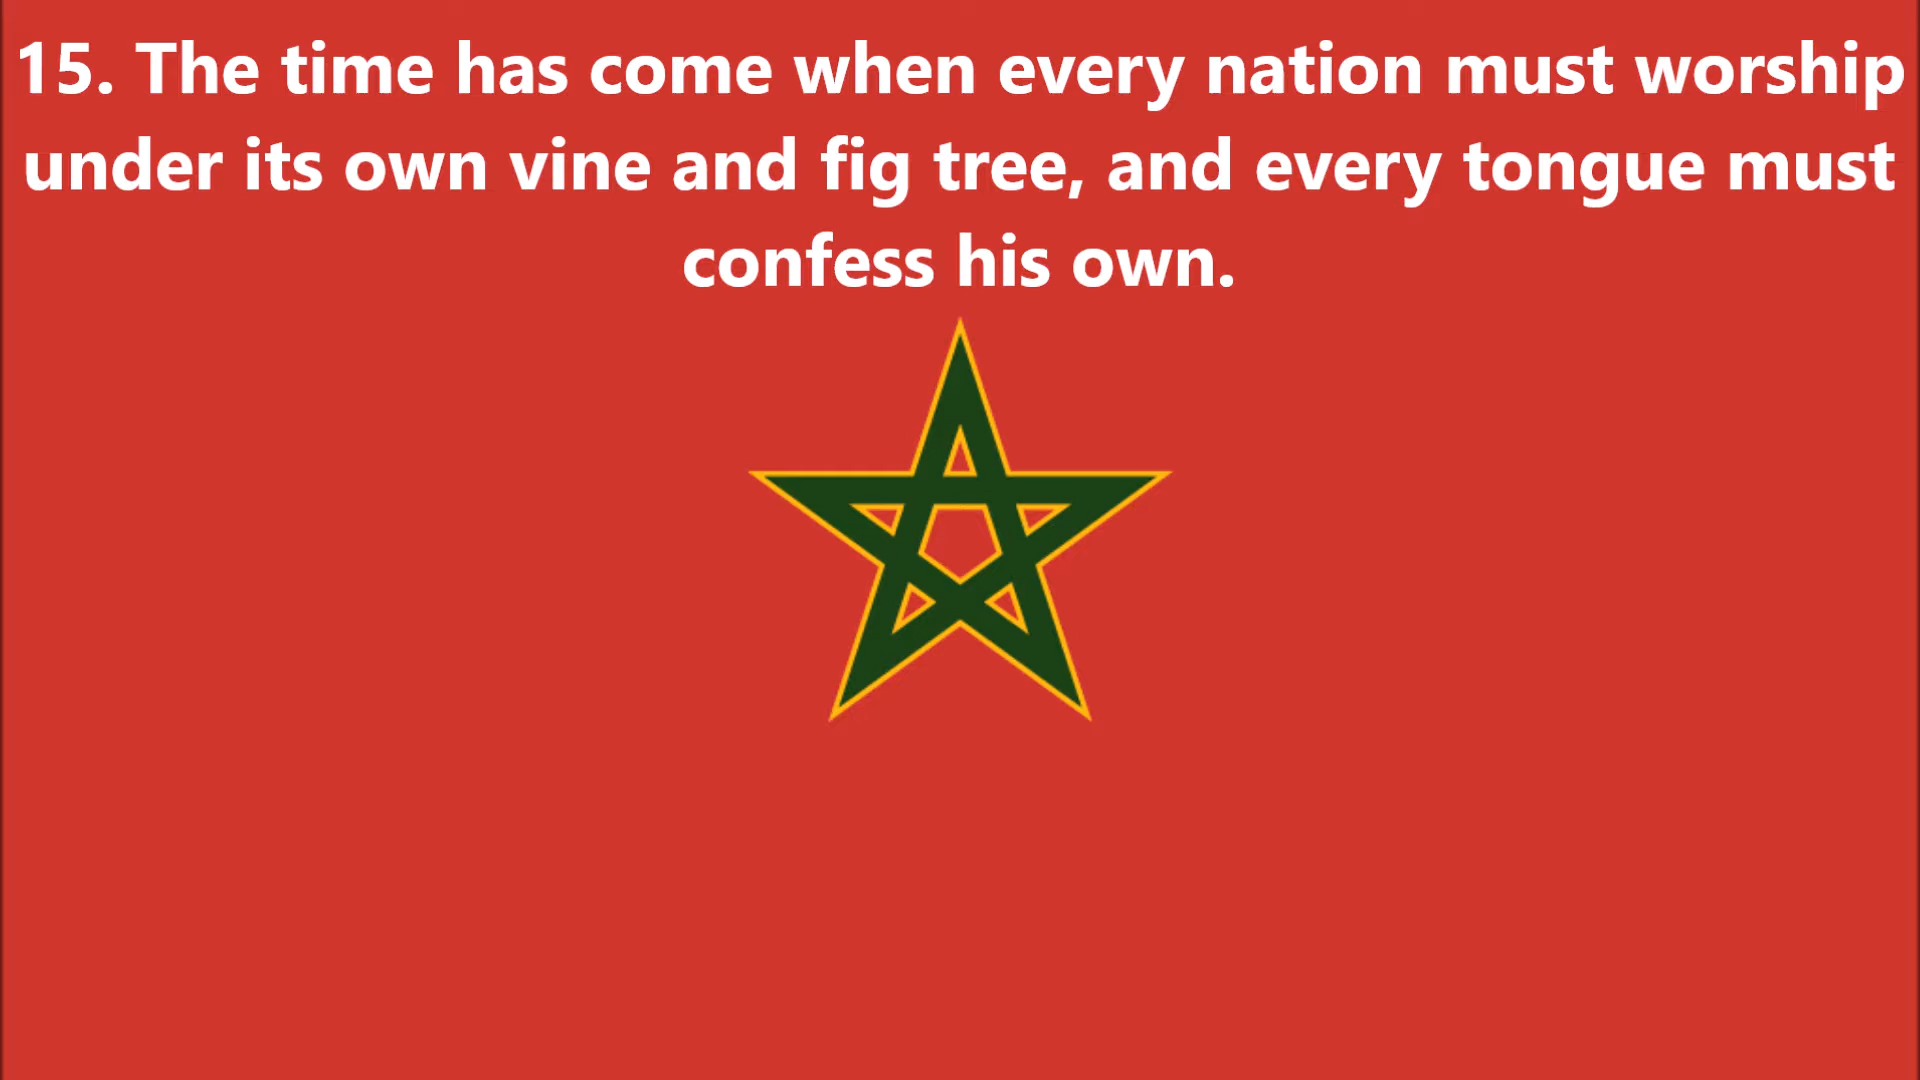 15. The time has come when every nation must worship
under its own vine and fig tree, and every tongue must
confess his own.